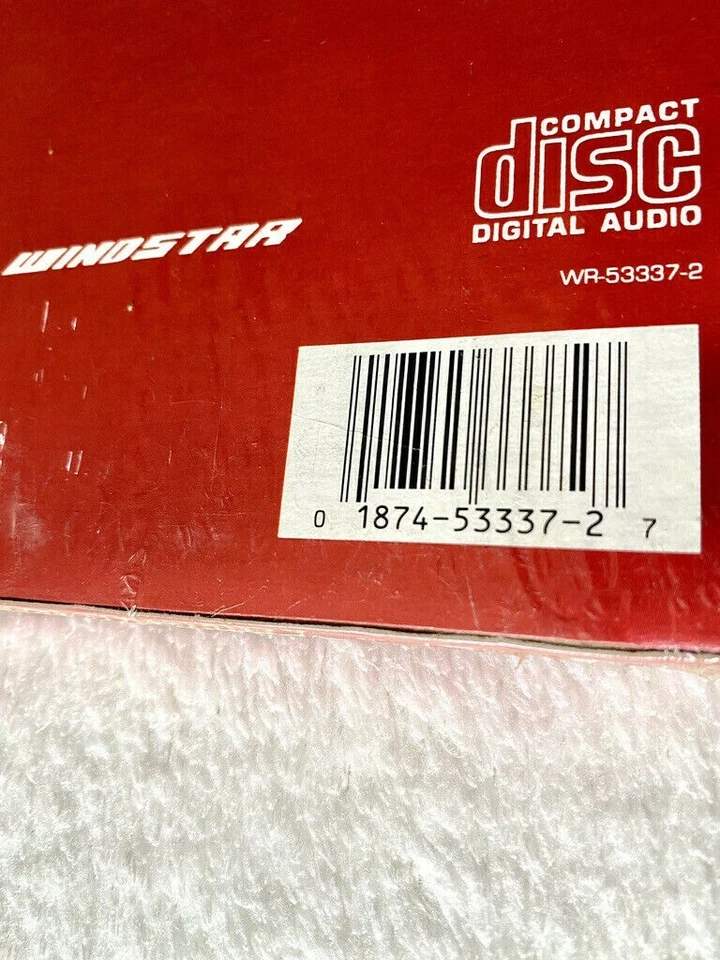 COMPACT
disc
DIGITAL AUDIO
WINDSTAR
WR-53337-2
0 1874-53337-2 7